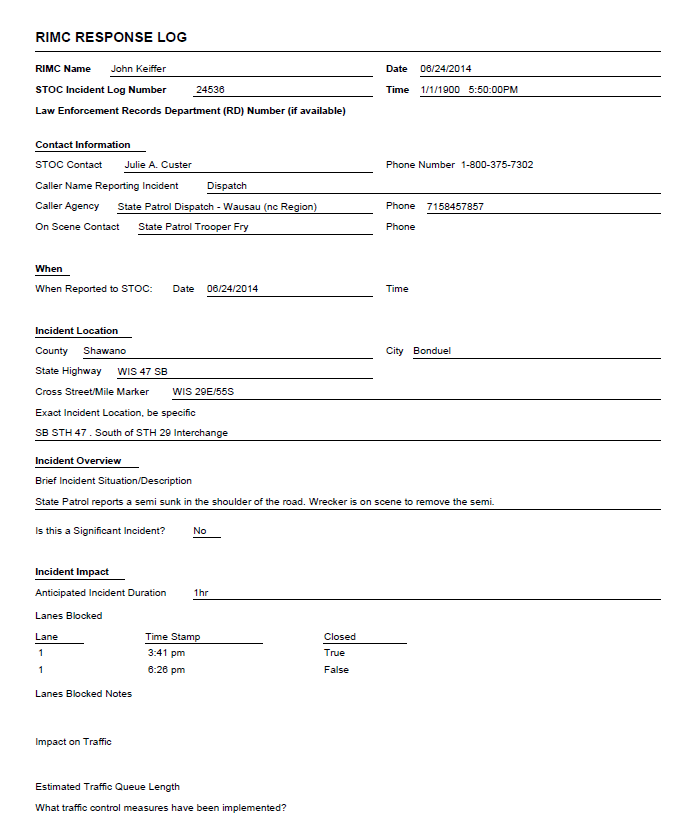 RIMC RESPONSE LOG
RIMC Name John Keiffer Date 06/24/2014
STOC Incident Log Number 24536 Time 1/1/1900 5:50:00PM
Law Enforcement Records Department (RD) Number (if available)
Contact Information
STOC Contact Julie A. Custer Phone Number 1-800-375-7302
Caller Name Reporting Incident Dispatch
Caller Agency State Patrol Dispatch - Wausau (nc Region) Phone 7158457857
On Scene Contact State Patrol Trooper Fry Phone
When
When Reported to STOC: Date 06/24/2014 Time
Incident Location
County Shawano City Bonduel
State Highway WIS 47 SB
Cross Street/Mile Marker WIS 29E/55S
Exact Incident Location, be specific
SB STH 47 . South of STH 29 Interchange
Incident Overview
Brief Incident Situation/Description
State Patrol reports a semi sunk in the shoulder of the road. Wrecker is on scene to remove the semi.
Is this a Significant Incident? No
Incident Impact
Anticipated Incident Duration 1hr
Lanes Blocked
Lane Time Stamp Closed
1 3:41 pm True
1 6:26 pm False
Lanes Blocked Notes
Impact on Traffic
Estimated Traffic Queue Length
What traffic control measures have been implemented?